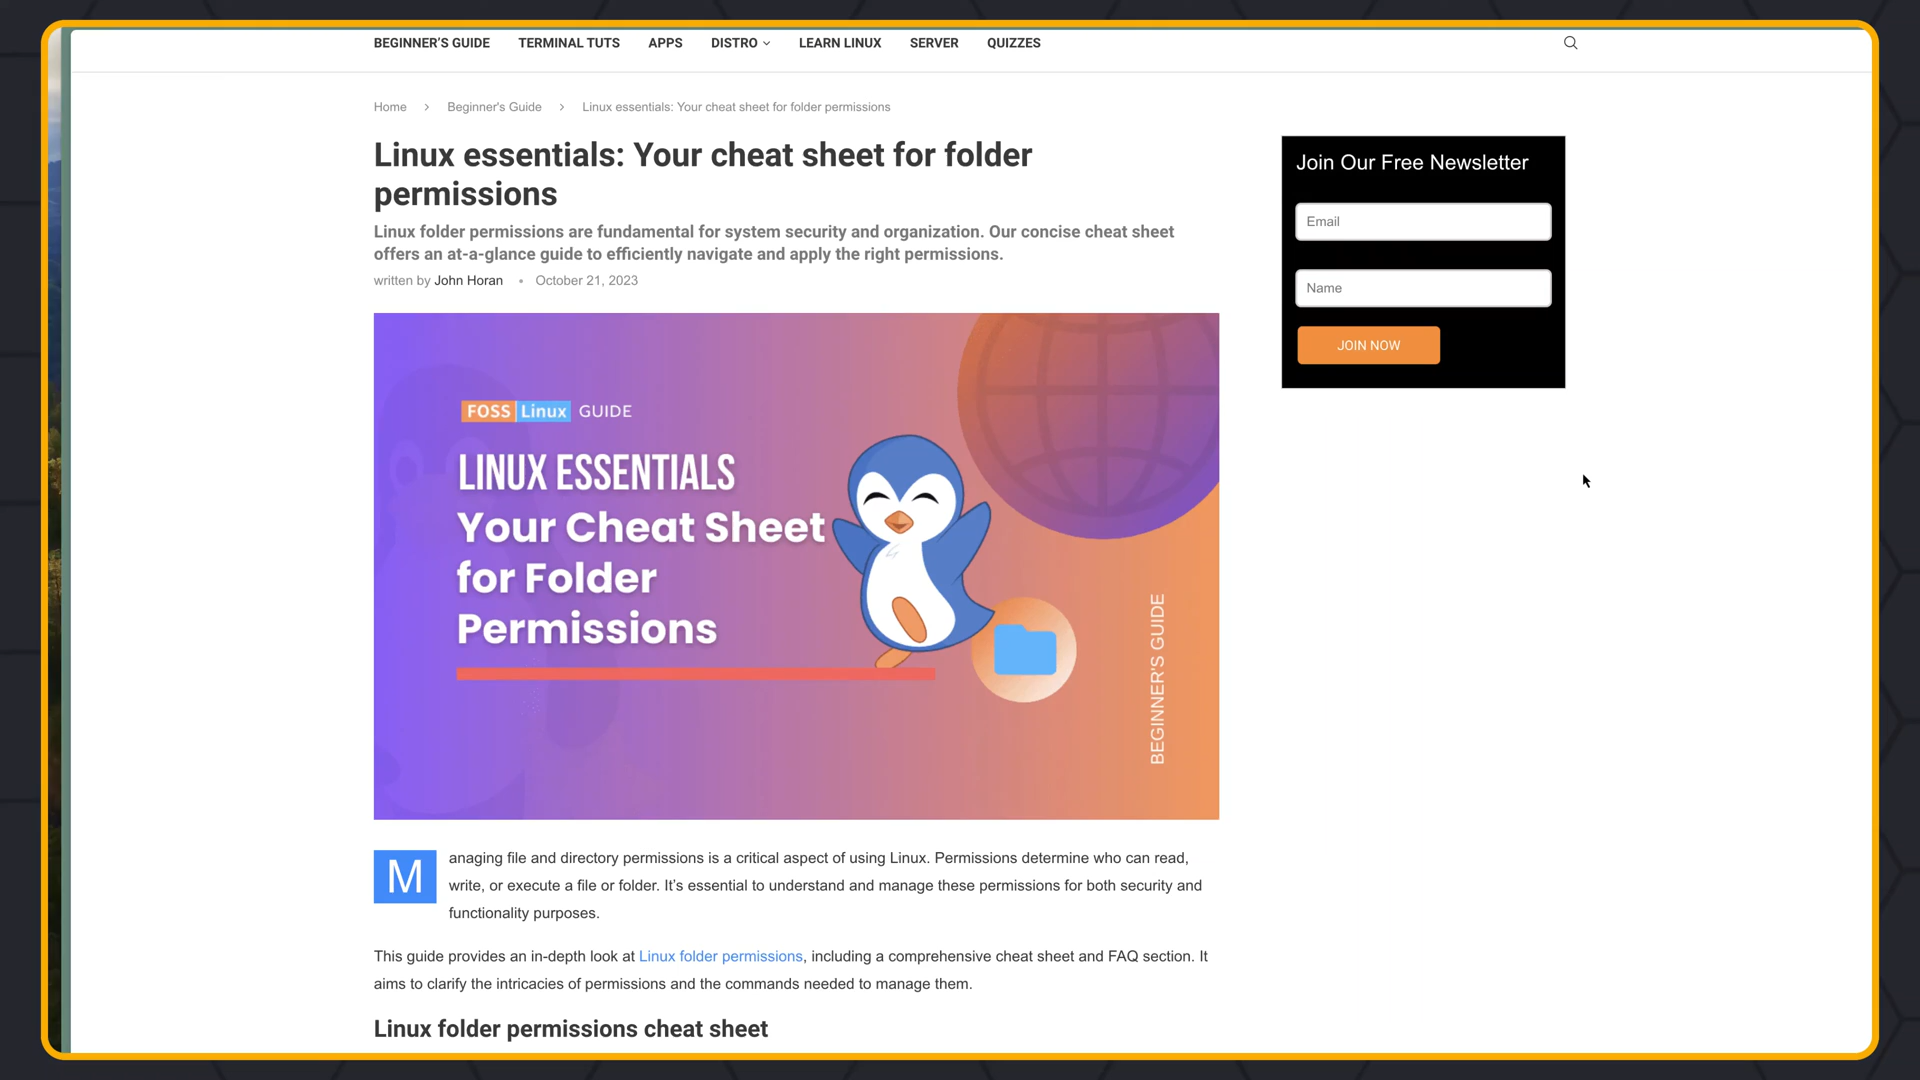 BEGINNER'S GUIDE TERMINAL TUTS APPS DISTRO LEARN LINUX SERVER QUIZZES
Home > Beginner's Guide > Linux essentials: Your cheat sheet for folder permissions
Linux essentials: Your cheat sheet for folder
permissions
Linux folder permissions are fundamental for system security and organization. Our concise cheat sheet
offers an at-a-glance guide to efficiently navigate and apply the right permissions.
written by John Horan • October 21, 2023
FOSS Linux GUIDE
LINUX ESSENTIALS
Your Cheat Sheet
for Folder
Permissions
BEGINNER'S GUIDE
Managing file and directory permissions is a critical aspect of using Linux. Permissions determine who can read,
write, or execute a file or folder. It's essential to understand and manage these permissions for both security and
functionality purposes.
This guide provides an in-depth look at Linux folder permissions, including a comprehensive cheat sheet and FAQ section. It
aims to clarify the intricacies of permissions and the commands needed to manage them.
Linux folder permissions cheat sheet
Join Our Free Newsletter
Email
Name
JOIN NOW